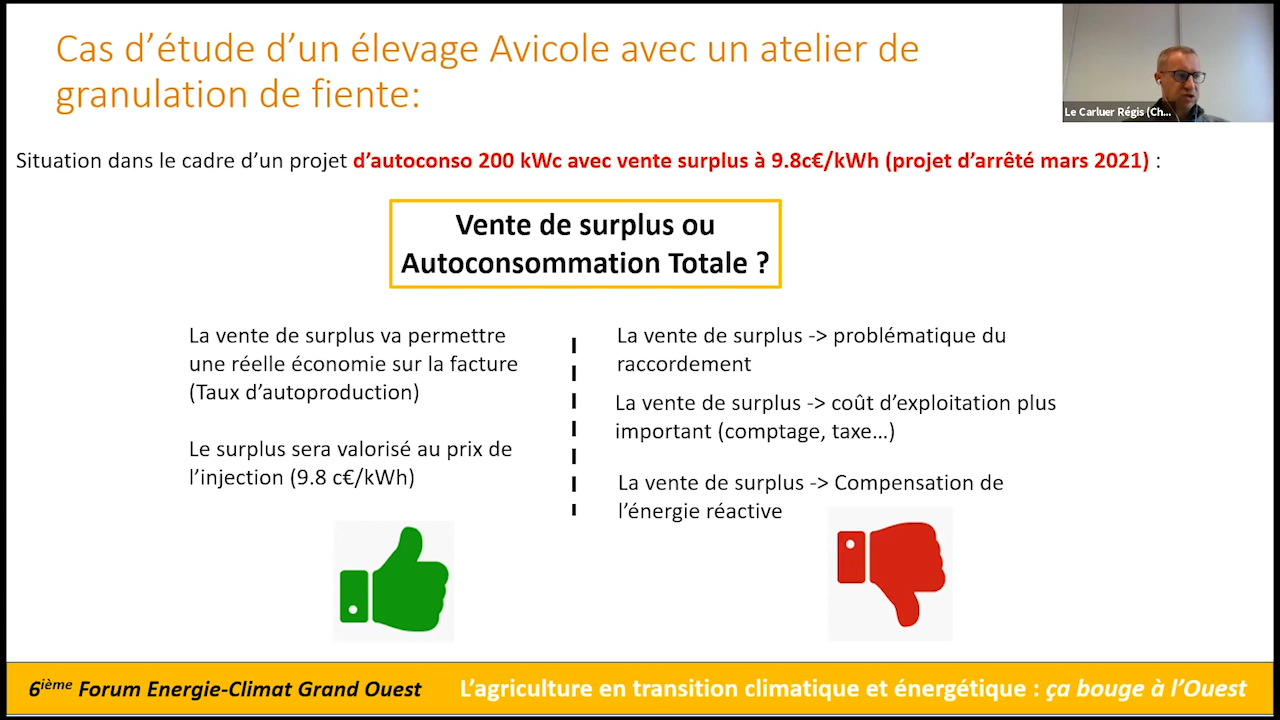 Cas d'étude d'un élevage Avicole avec un atelier de
granulation de fiente:
Le Carluer Régis (Ch...
Situation dans le cadre d'un projet d'autoconso 200 kWc avec vente surplus à 9.8c€/kWh (projet d'arrêté mars 2021) :
Vente de surplus ou
Autoconsommation Totale ?
La vente de surplus va permettre
une réelle économie sur la facture
(Taux d'autoproduction)
Le surplus sera valorisé au prix de
l'injection (9.8 c€/kWh)
La vente de surplus -> problématique du
raccordement
La vente de surplus -> coût d'exploitation plus
important (comptage, taxe…)
La vente de surplus -> Compensation de
l'énergie réactive
6ième Forum Energie-Climat Grand Ouest
L'agriculture en transition climatique et énergétique : ça bouge à l'Ouest